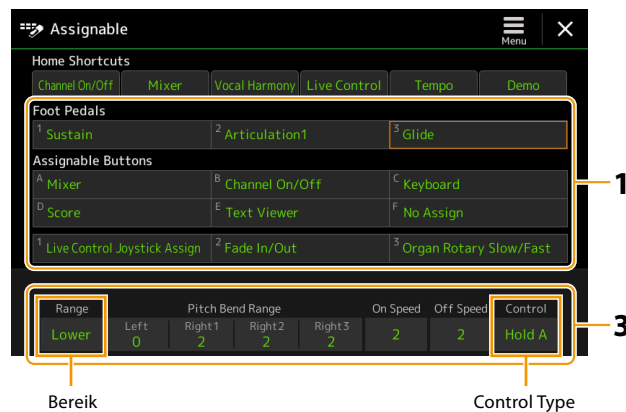 Assignable Menu
Home Shortcuts
Channel On/Off Mixer Vocal Harmony Live Control Tempo Demo
Foot Pedals
1 Sustain 2 Articulation1 3 Glide
Assignable Buttons
1
A Mixer B Channel On/Off C Keyboard
D Score E Text Viewer F No Assign
1 Live Control Joystick Assign 2 Fade In/Out 3 Organ Rotary Slow/Fast
Range Pitch Bend Range On Speed Off Speed Control
Lower Left 0 Right1 2 Right2 2 Right3 2 2 2 Hold A
3
Bereik Control Type